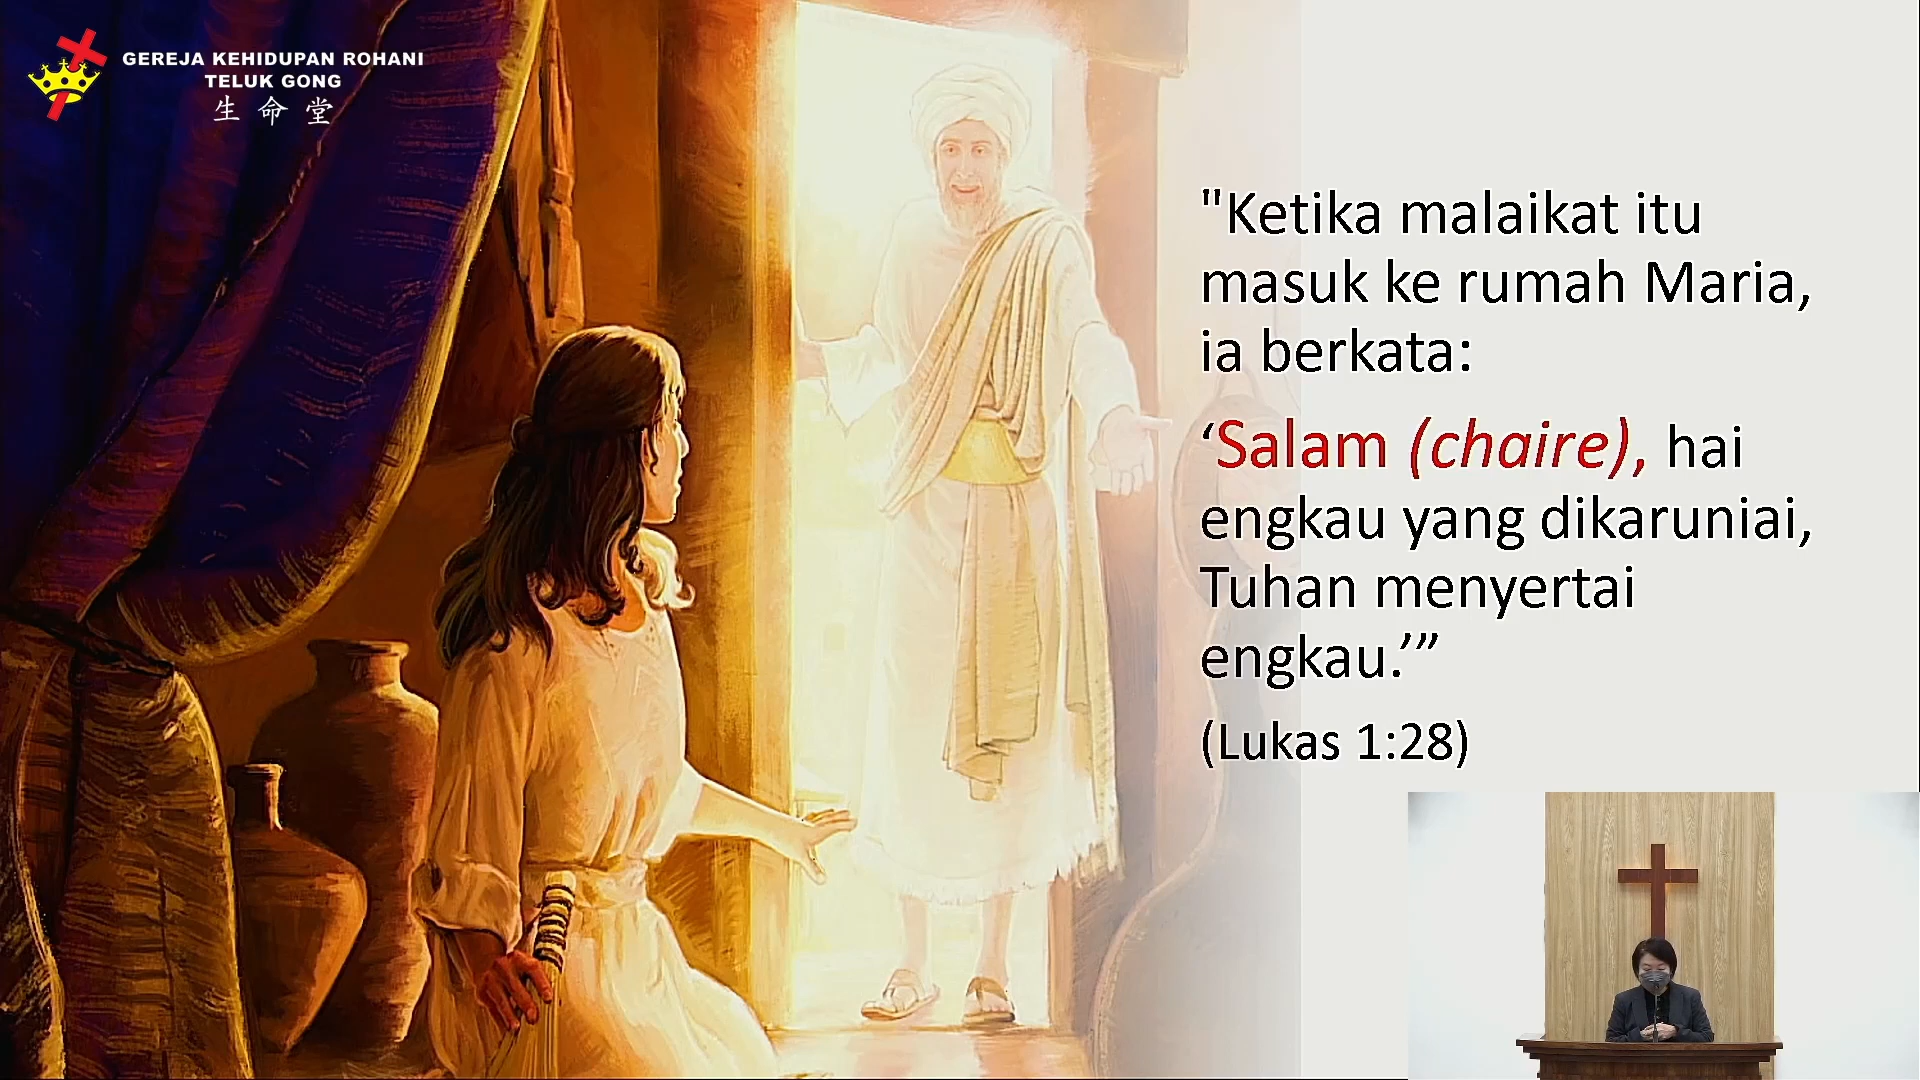 GEREJA KEHIDUPAN ROHANI
TELUK GONG
生命堂
"Ketika malaikat itu
masuk ke rumah Maria,
ia berkata:
‘Salam (chaire), hai
engkau yang dikaruniai,
Tuhan menyertai
engkau.’”
(Lukas 1:28)